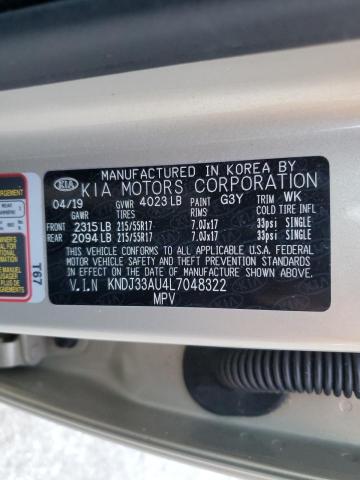 MANUFACTURED IN KOREA BY
KIA KIA MOTORS CORPORATION
04/19 GVWR 4023 LB PAINT G3Y TRIM WK
GAWR TIRES RIMS COLD TIRE INFL
FRONT 2315 LB 215/55R17 7.0JX17 33psi SINGLE
REAR 2094 LB 215/55R17 7.0JX17 33psi SINGLE
THIS VEHICLE CONFORMS TO ALL APPLICABLE U.S.A. FEDERAL
MOTOR VEHICLE SAFETY AND THEFT PREVENTION STANDARDS IN
EFFECT ON THE DATE OF MANUFACTURE SHOWN ABOVE.
V.I.N KNDJ33AU4L7048322
MPV
T67